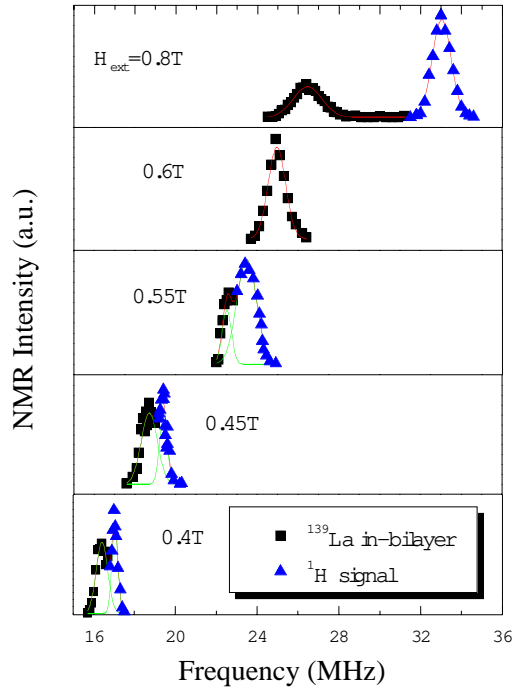 H_ext=0.8T
0.6T
0.55T
0.45T
0.4T
¹³⁹La in-bilayer
¹H signal
NMR Intensity (a.u.)
16 20 24 28 32 36
Frequency (MHz)